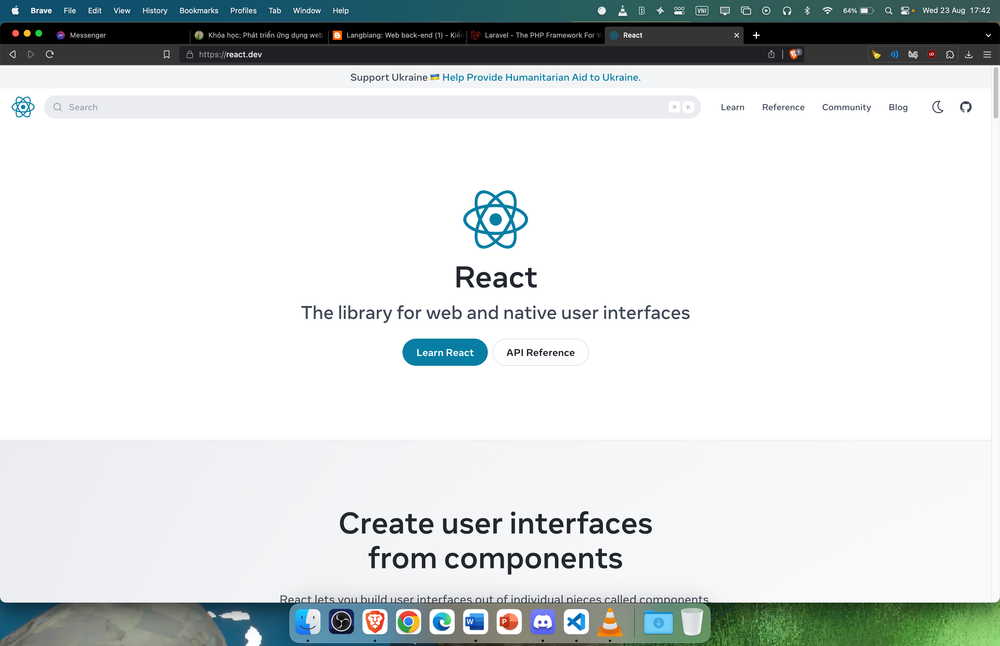 Brave File Edit View History Bookmarks Profiles Tab Window Help VNI 64% Wed 23 Aug 17:42
Messenger Khóa học: Phát triển ứng dụng web Langbiang: Web back-end (1) - Kiến Laravel - The PHP Framework For W React
https://react.dev 1
Support Ukraine 🇺🇦 Help Provide Humanitarian Aid to Ukraine.
Search ⌘ K Learn Reference Community Blog
React
The library for web and native user interfaces
Learn React API Reference
Create user interfaces
from components
React lets you build user interfaces out of individual pieces called components.